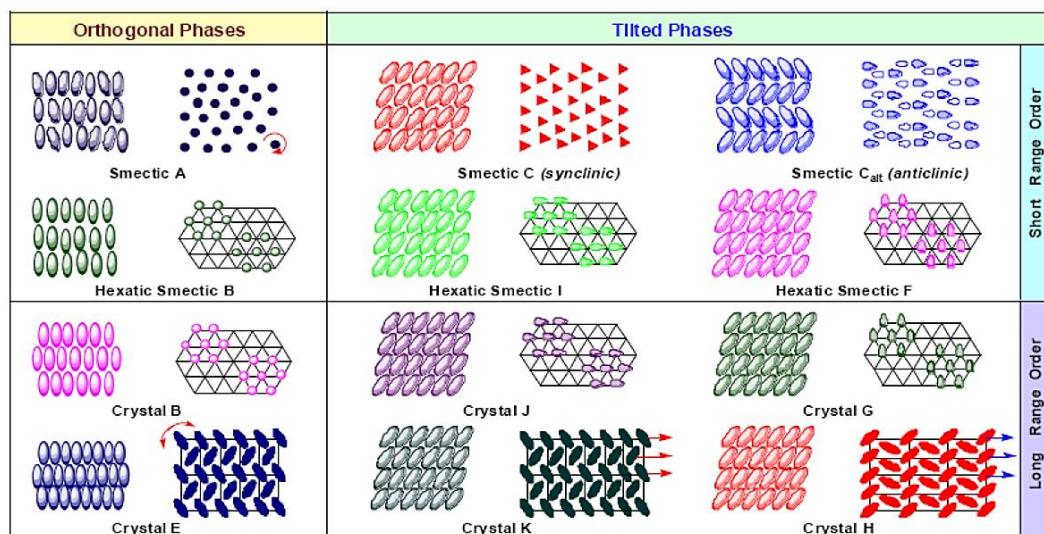 Orthogonal Phases
Tilted Phases
Smectic A
Smectic C (synclinic)
Smectic Calt (anticlinic)
Short Range Order
Hexatic Smectic B
Hexatic Smectic I
Hexatic Smectic F
Crystal B
Crystal J
Crystal G
Long Range Order
Crystal E
Crystal K
Crystal H